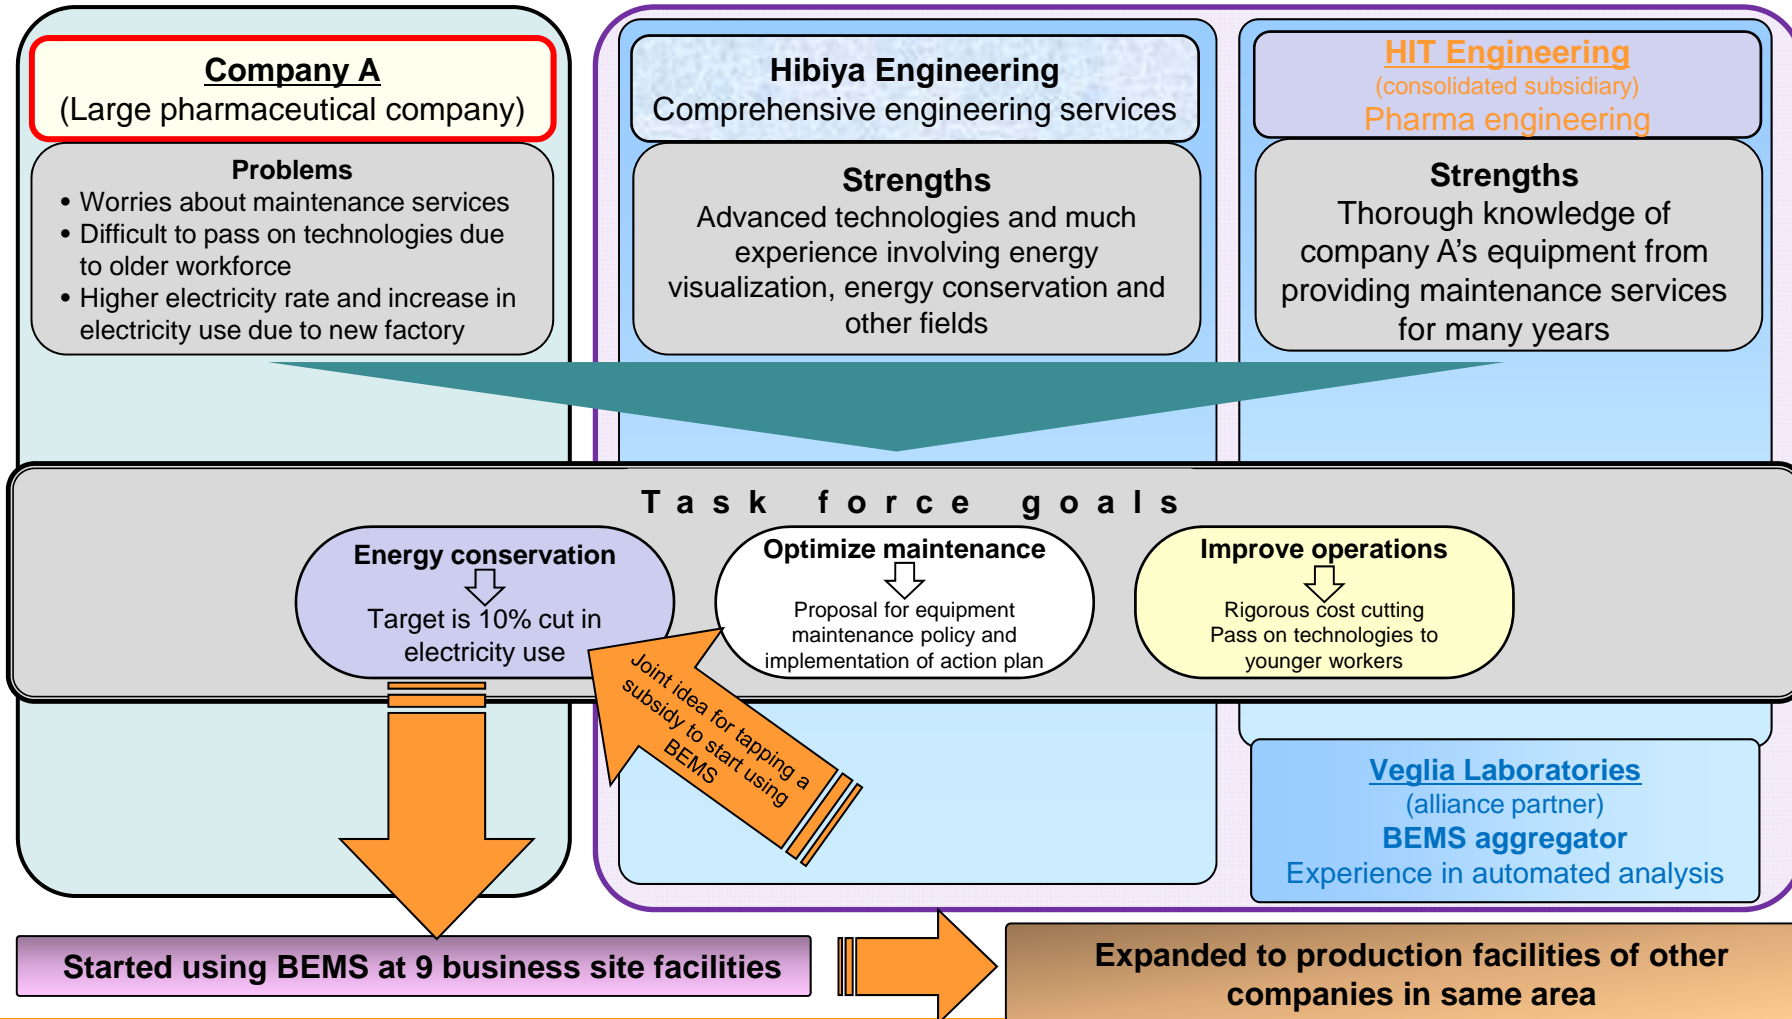 Company A
(Large pharmaceutical company)
Problems
• Worries about maintenance services
• Difficult to pass on technologies due
to older workforce
• Higher electricity rate and increase in
electricity use due to new factory
Hibiya Engineering
Comprehensive engineering services
Strengths
Advanced technologies and much
experience involving energy
visualization, energy conservation and
other fields
HIT Engineering
(consolidated subsidiary)
Pharma engineering
Strengths
Thorough knowledge of
company A's equipment from
providing maintenance services
for many years
Task force goals
Energy conservation
Target is 10% cut in
electricity use
Optimize maintenance
Proposal for equipment
maintenance policy and
implementation of action plan
Improve operations
Rigorous cost cutting
Pass on technologies to
younger workers
Joint idea for tapping a
subsidy to start using
BEMS
Veglia Laboratories
(alliance partner)
BEMS aggregator
Experience in automated analysis
Started using BEMS at 9 business site facilities
Expanded to production facilities of other
companies in same area